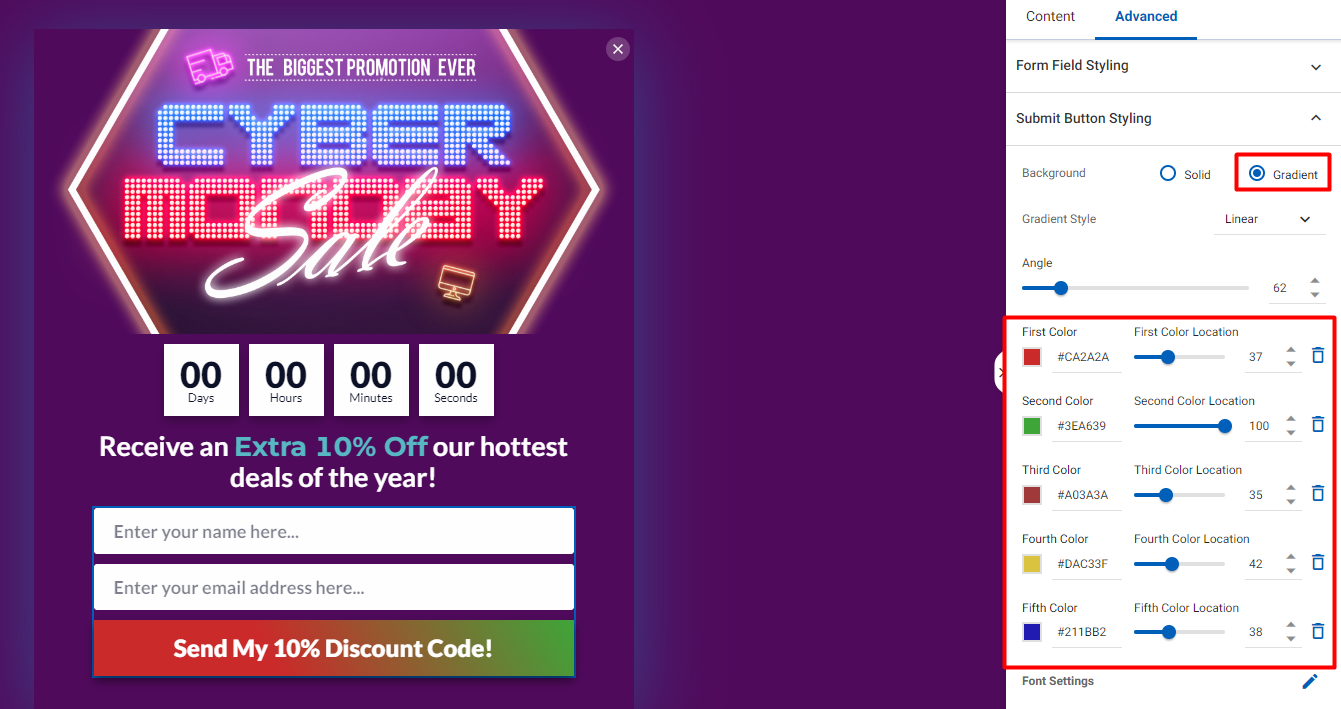 THE BIGGEST PROMOTION EVER
CYBER
MONDAY
Sale
00 00 00 00
Days Hours Minutes Seconds
Receive an Extra 10% Off our hottest
deals of the year!
Enter your name here...
Enter your email address here...
Send My 10% Discount Code!
Content Advanced
Form Field Styling
Submit Button Styling
Background Solid Gradient
Gradient Style Linear
Angle
62
First Color First Color Location
#CA2A2A 37
Second Color Second Color Location
#3EA639 100
Third Color Third Color Location
#A03A3A 35
Fourth Color Fourth Color Location
#DAC33F 42
Fifth Color Fifth Color Location
#211BB2 38
Font Settings